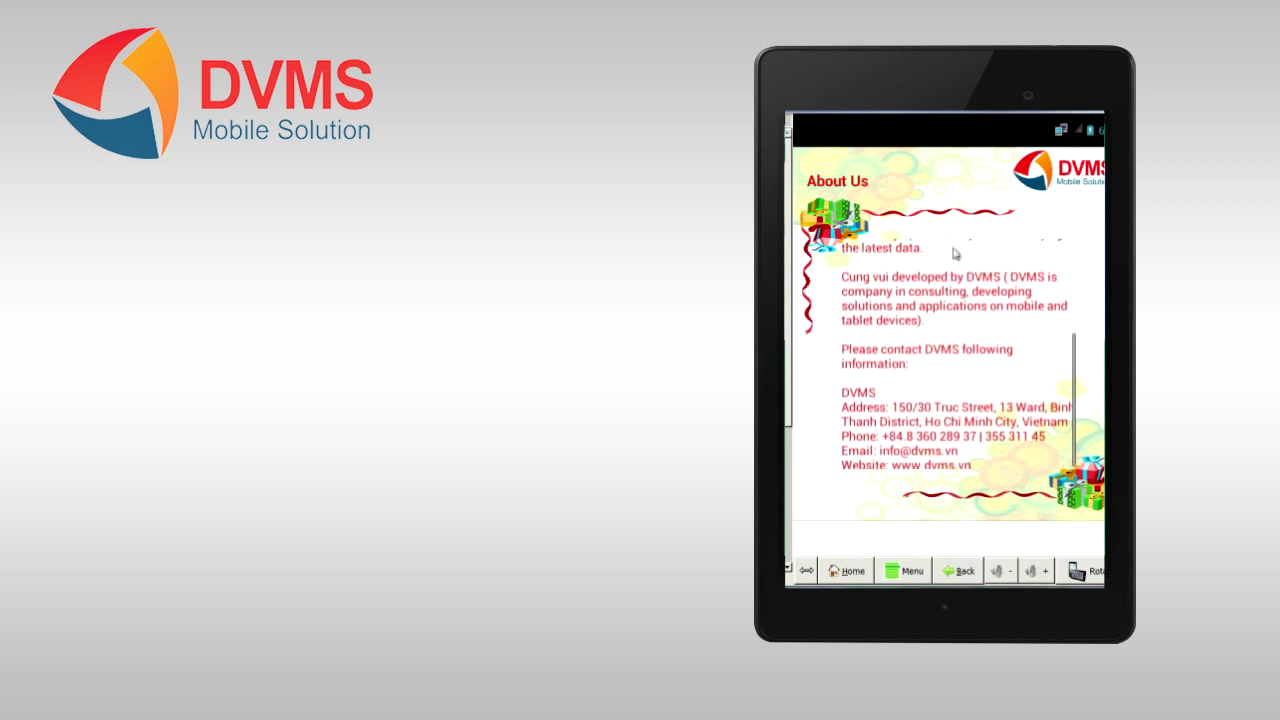 DVMS
Mobile Solution
6
DVMS
Mobile Soluti
About Us
the latest data.
Cung vui developed by DVMS ( DVMS is
company in consulting, developing
solutions and applications on mobile and
tablet devices).
Please contact DVMS following
information:
DVMS
Address: 150/30 Truc Street, 13 Ward, Binh
Thanh District, Ho Chi Minh City, Vietnam
Phone: +84.8 360 289 37 | 355 311 45
Email: info@dvms.vn
Website: www.dvms.vn
Home Menu Back - + Rot